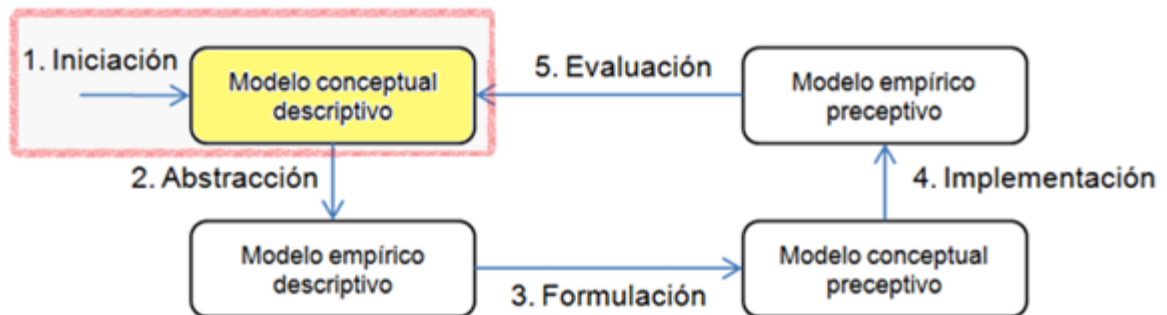 1. Iniciación
Modelo conceptual
descriptivo
5. Evaluación
Modelo empírico
preceptivo
2. Abstracción
4. Implementación
Modelo empírico
descriptivo
3. Formulación
Modelo conceptual
preceptivo